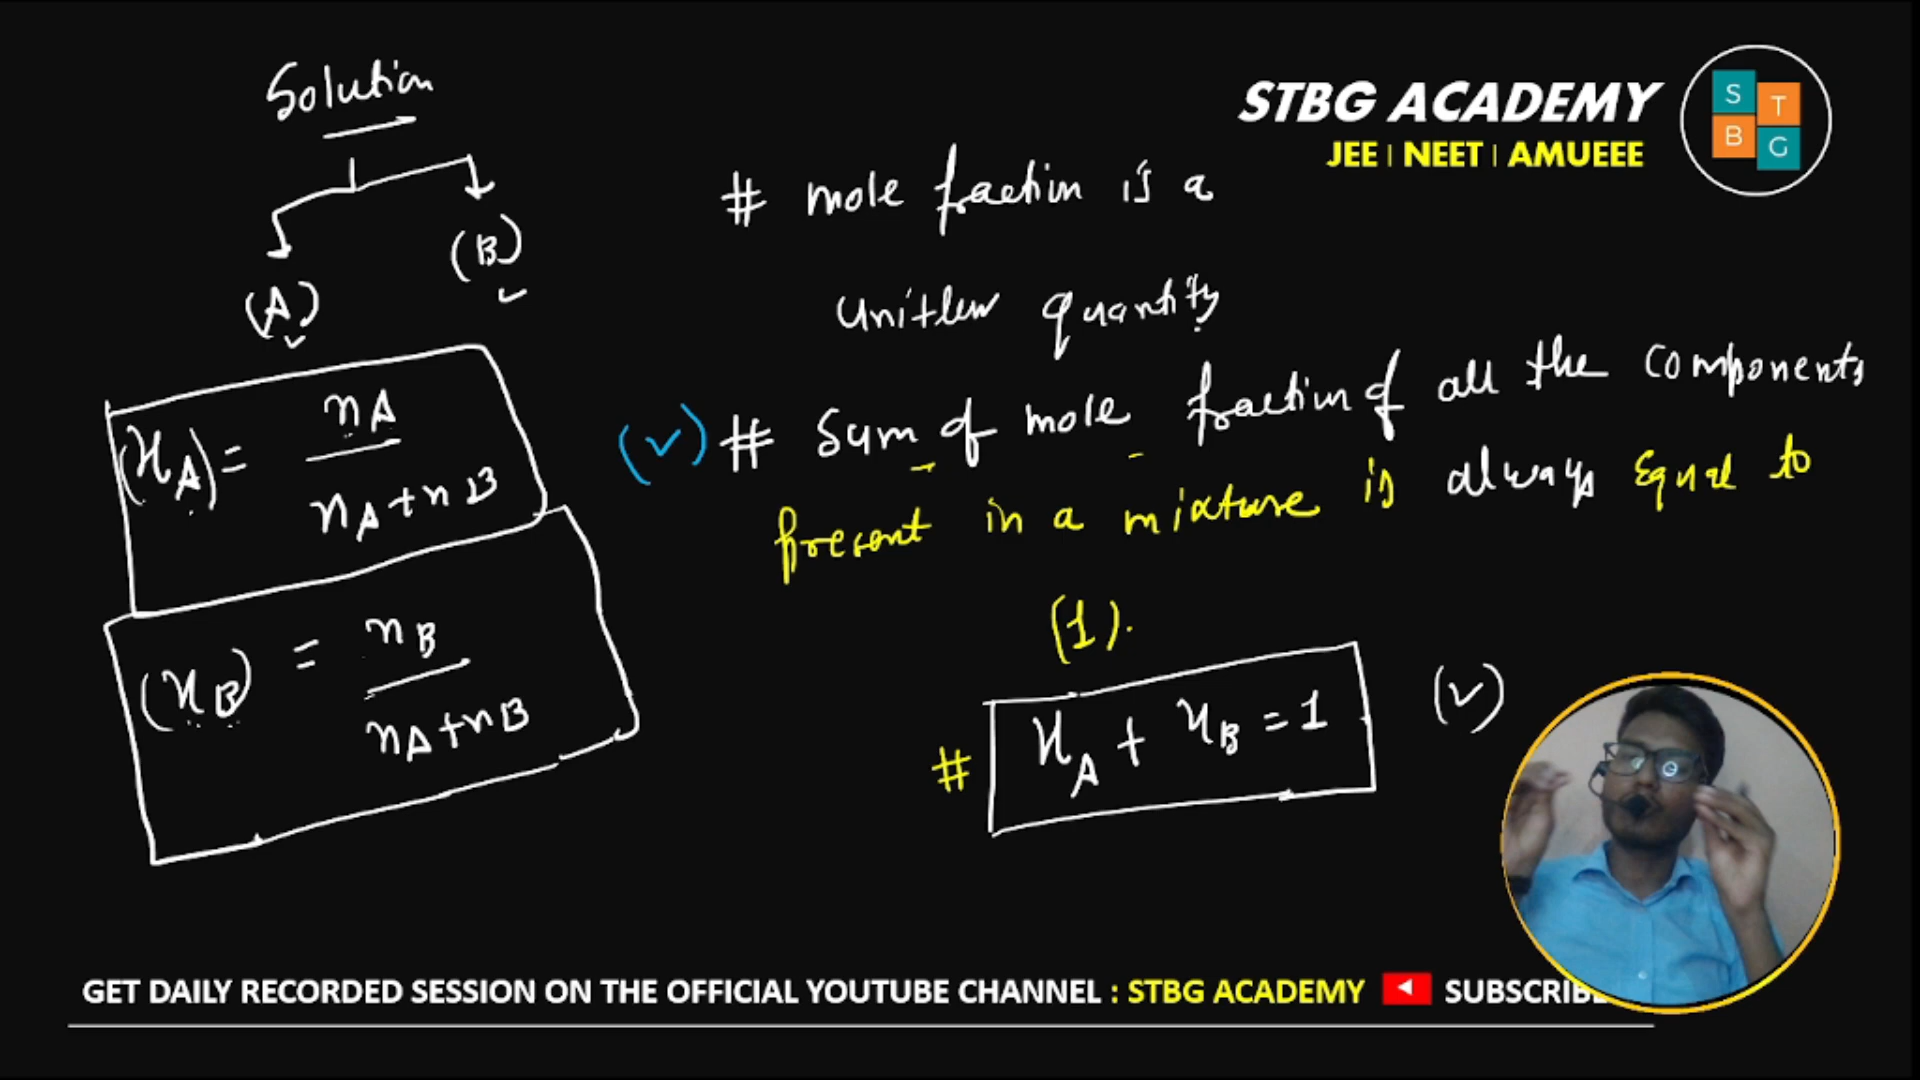 Solution
(A)
(B)
(xA) = nA / nA + nB
(xB) = nB / nA + nB
STBG ACADEMY
JEE | NEET | AMUEEE
S T B G
# mole fraction is a
Unitless quantity
(✓) # Sum of mole fraction of all the components
present in a mixture is always Equal to
(1).
# xA + xB = 1 (✓)
GET DAILY RECORDED SESSION ON THE OFFICIAL YOUTUBE CHANNEL : STBG ACADEMY SUBSCRIBE